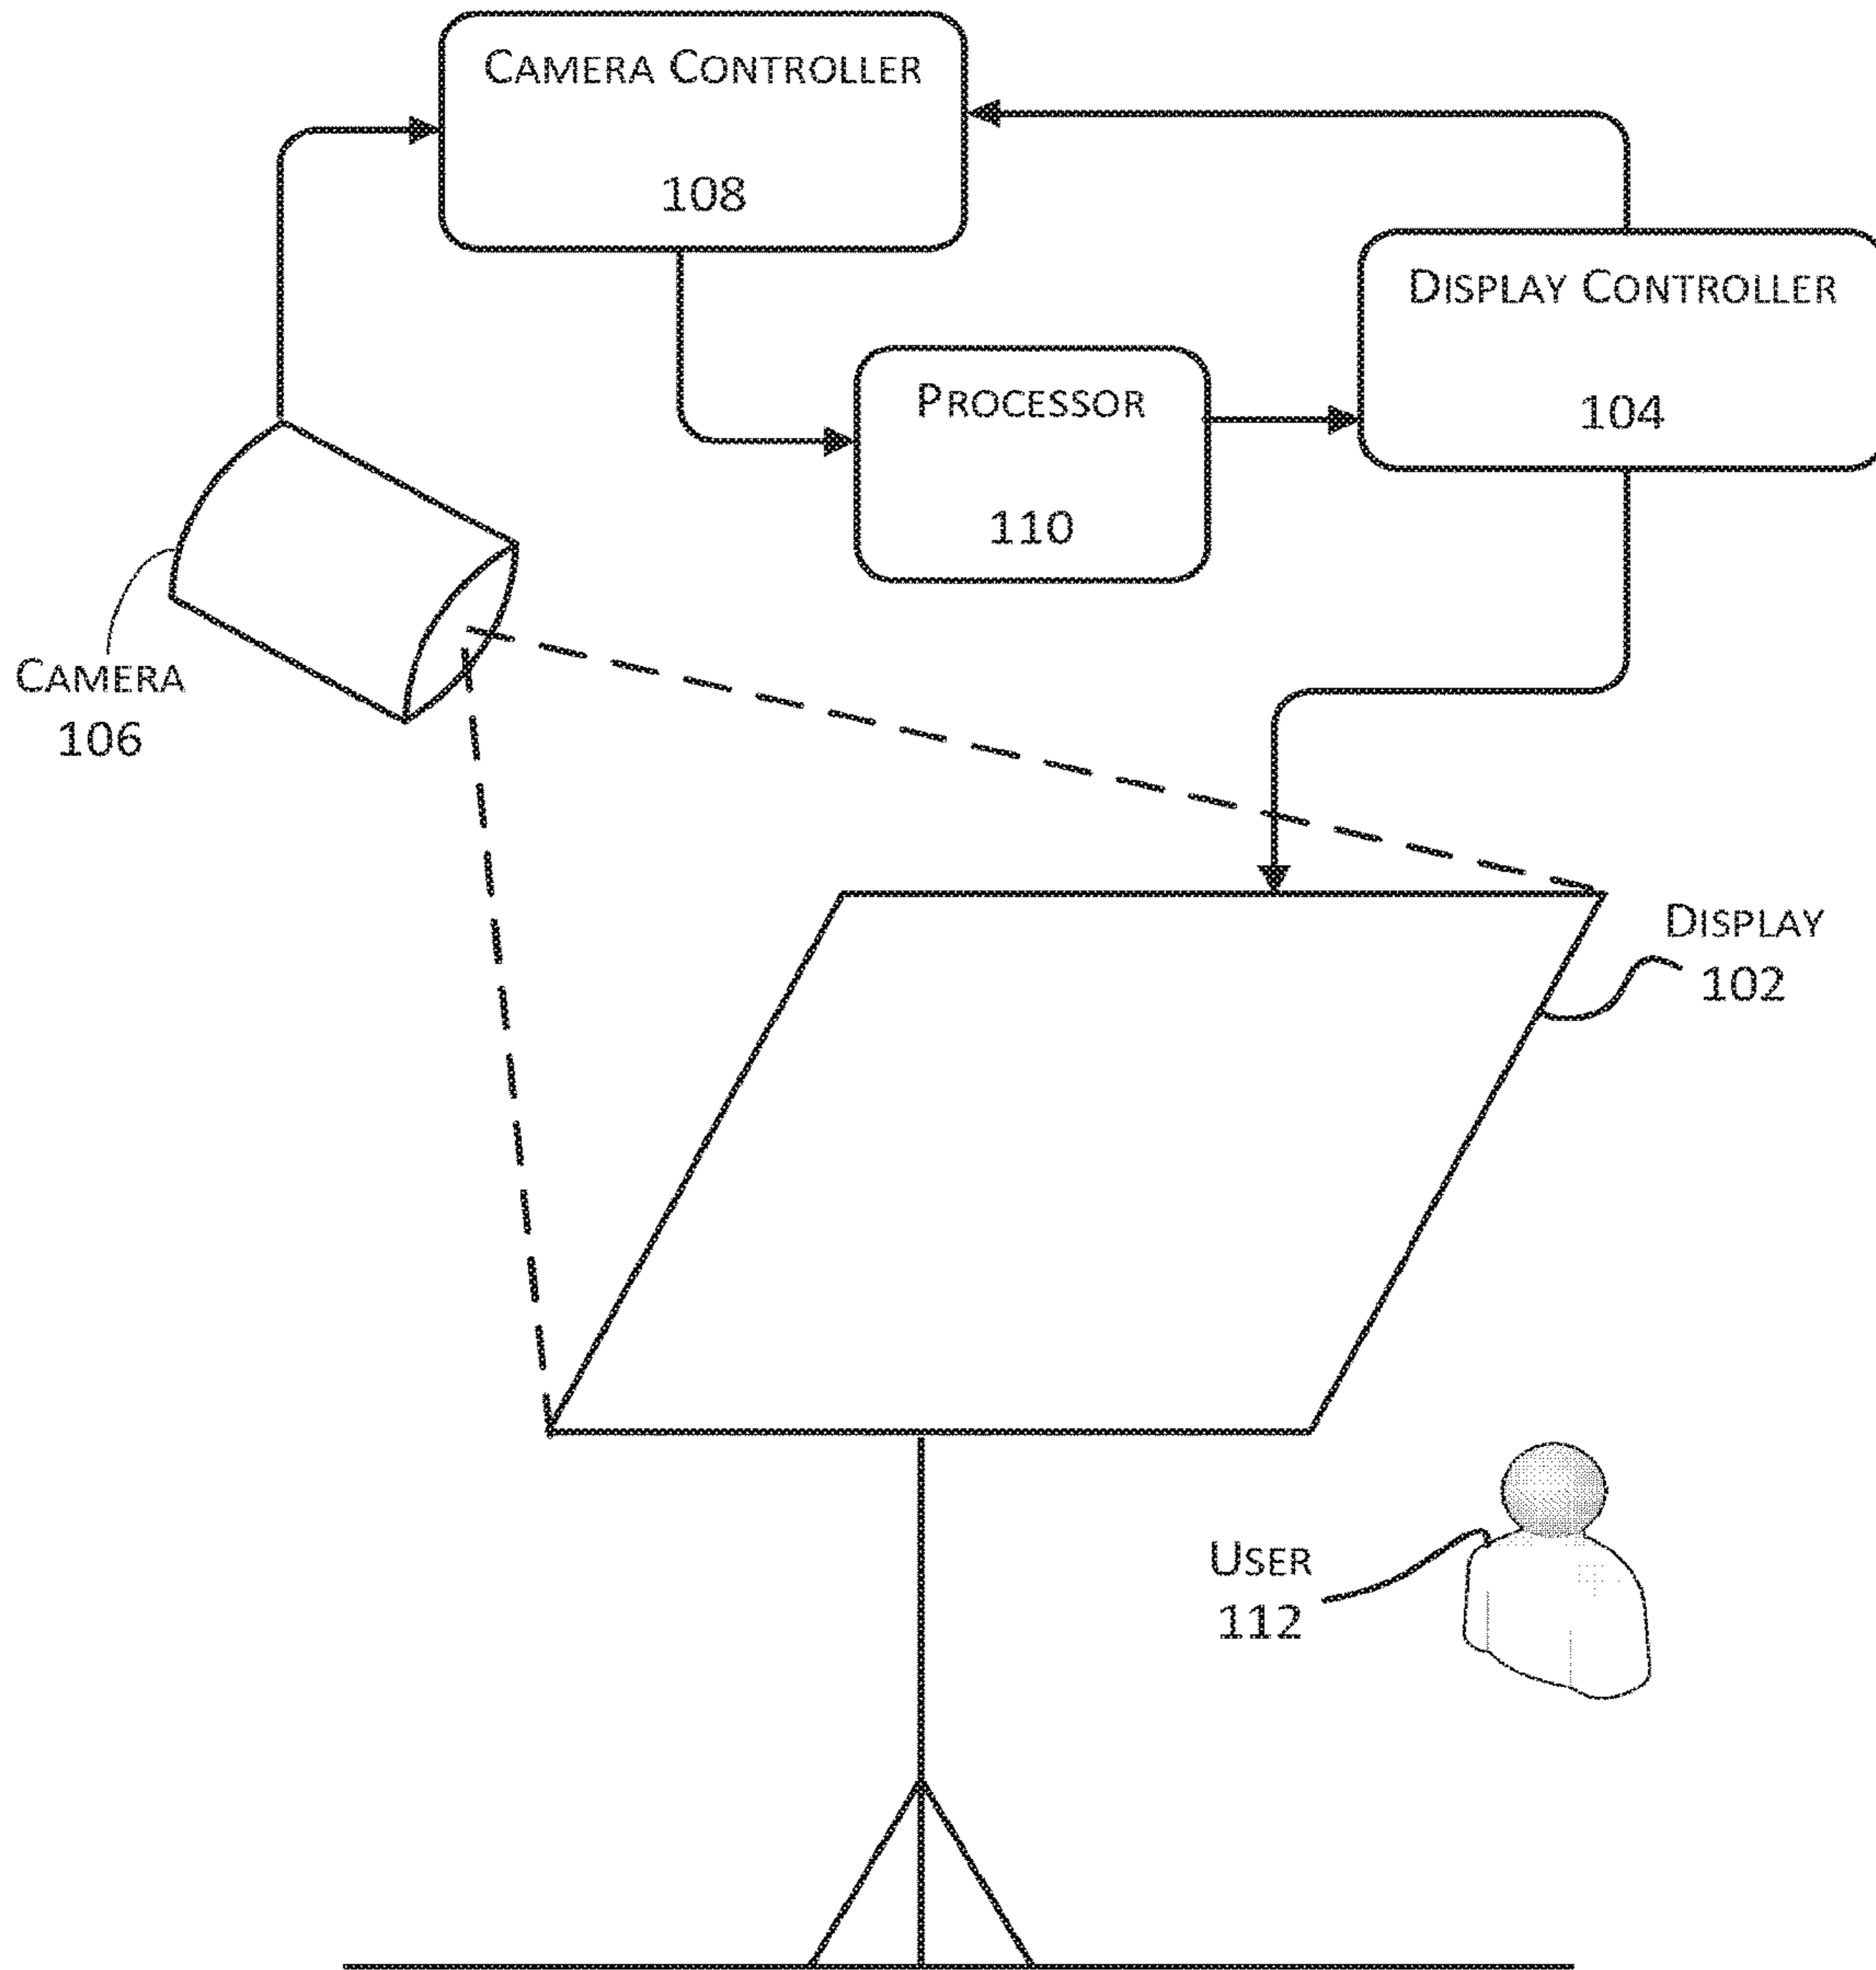 CAMERA CONTROLLER
108
DISPLAY CONTROLLER
104
PROCESSOR
110
CAMERA
106
DISPLAY
102
USER
112